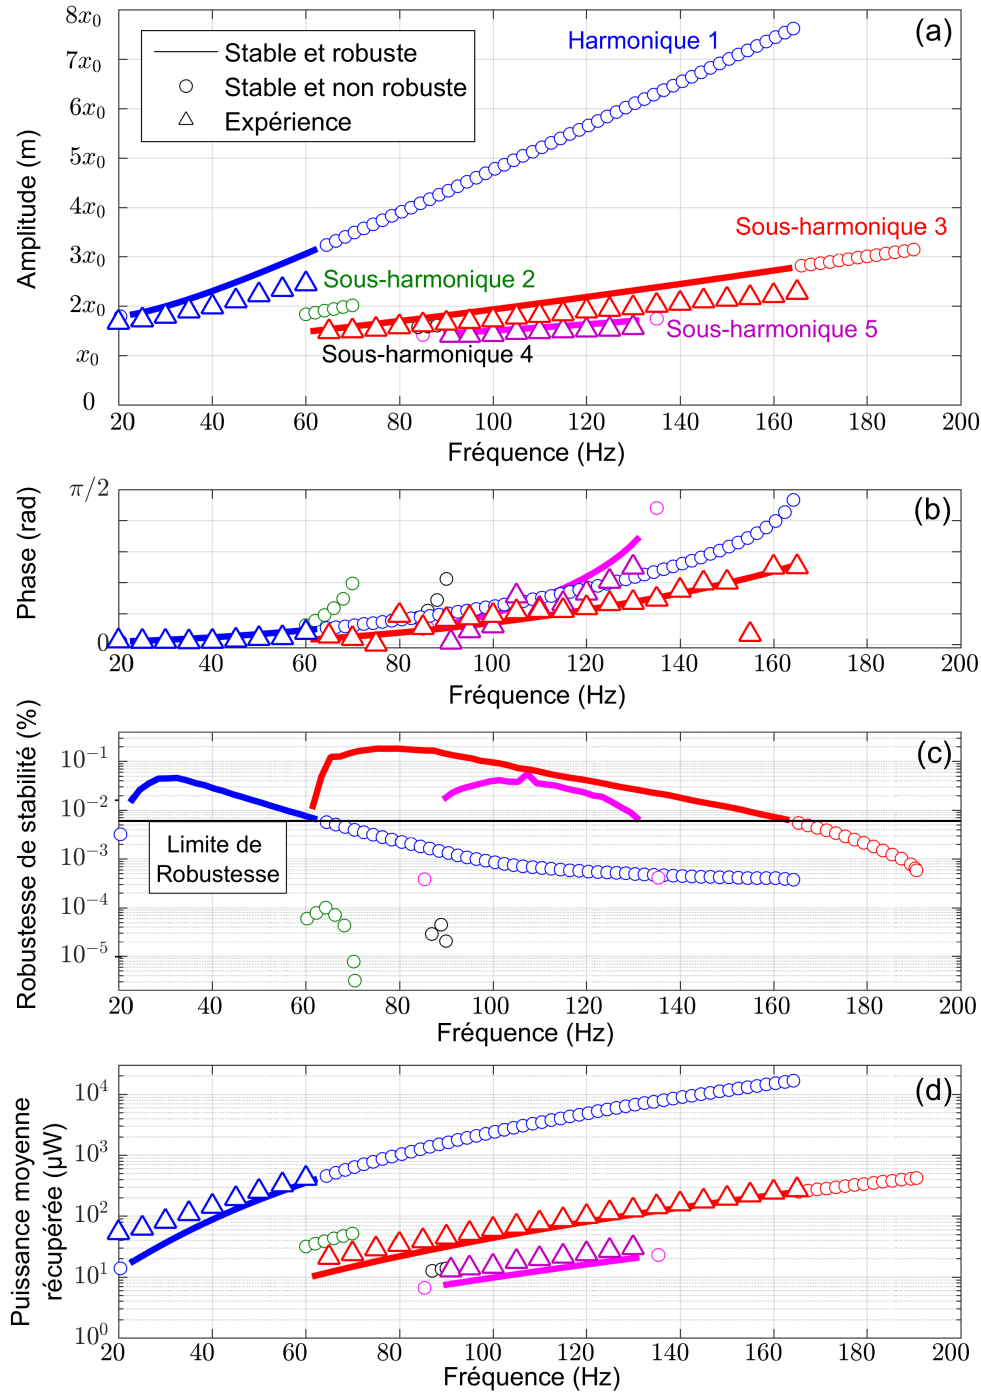 (a)
Amplitude (m)
8x₀
7x₀
6x₀
5x₀
4x₀
3x₀
2x₀
x₀
0
Stable et robuste
Stable et non robuste
Expérience
Harmonique 1
Sous-harmonique 3
Sous-harmonique 2
Sous-harmonique 5
Sous-harmonique 4
20 40 60 80 100 120 140 160 180 200
Fréquence (Hz)
(b)
Phase (rad)
π/2
0
20 40 60 80 100 120 140 160 180 200
Fréquence (Hz)
(c)
Robustesse de stabilité (%)
10⁻¹
10⁻²
10⁻³
10⁻⁴
10⁻⁵
Limite de
Robustesse
20 40 60 80 100 120 140 160 180 200
Fréquence (Hz)
(d)
Puissance moyenne
récupérée (μW)
10⁴
10³
10²
10¹
10⁰
20 40 60 80 100 120 140 160 180 200
Fréquence (Hz)